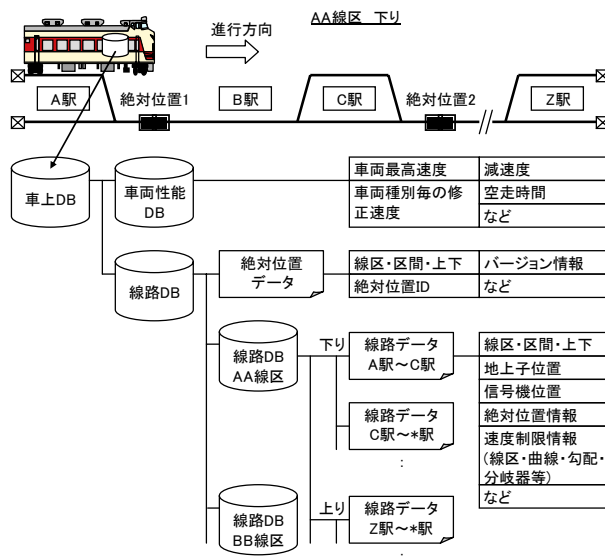 AA線区 下り
進行方向
A駅
絶対位置1
B駅
C駅
絶対位置2
Z駅
車上DB
車両性能
DB
車両最高速度
減速度
車両種別毎の修
正速度
空走時間
など
線路DB
絶対位置
データ
線区・区間・上下
バージョン情報
絶対位置ID
など
線路DB
AA線区
下り
線路データ
A駅～C駅
線区・区間・上下
地上子位置
信号機位置
絶対位置情報
速度制限情報
(線区・曲線・勾配・
分岐器等)
など
線路データ
C駅～*駅
:
線路DB
BB線区
上り
線路データ
Z駅～*駅
: